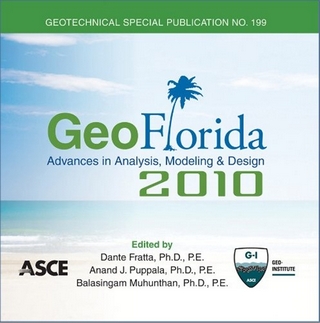 GEOTECHNICAL SPECIAL PUBLICATION NO. 199
GeoFlorida
Advances in Analysis, Modeling & Design
2010
Edited by
Dante Fratta, Ph.D., P.E.
Anand J. Puppala, Ph.D., P.E.
Balasingam Muhunthan, Ph.D., P.E.
ASCE
G-I
ASCE
GEO-
INSTITUTE